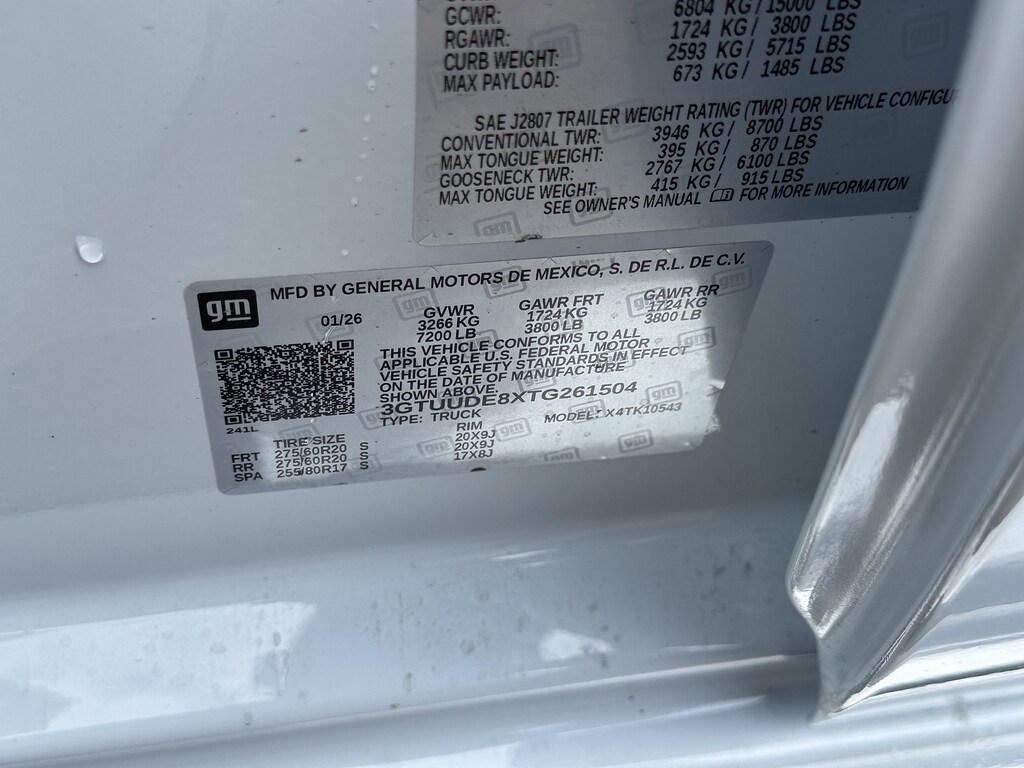 GCWR: 6804 KG/15000 LBS
RGAWR: 1724 KG/ 3800 LBS
CURB WEIGHT: 2593 KG/ 5715 LBS
MAX PAYLOAD: 673 KG/ 1485 LBS
SAE J2807 TRAILER WEIGHT RATING (TWR) FOR VEHICLE CONFIGU
CONVENTIONAL TWR: 3946 KG/ 8700 LBS
MAX TONGUE WEIGHT: 395 KG/ 870 LBS
GOOSENECK TWR: 2767 KG/ 6100 LBS
MAX TONGUE WEIGHT: 415 KG/ 915 LBS
SEE OWNER'S MANUAL FOR MORE INFORMATION
gm
MFD BY GENERAL MOTORS DE MEXICO, S. DE R.L. DE C.V.
01/26 GVWR GAWR FRT GAWR RR
3266 KG 1724 KG 1724 KG
7200 LB 3800 LB 3800 LB
THIS VEHICLE CONFORMS TO ALL
APPLICABLE U.S. FEDERAL MOTOR
VEHICLE SAFETY STANDARDS IN EFFECT
ON THE DATE OF MANUFACTURE
SHOWN ABOVE.
3GTUUDE8XTG261504
TYPE: TRUCK MODEL: X4TK10543
241L
TIRE SIZE RIM
FRT 275/60R20 S 20X9J
RR 275/60R20 S 20X9J
SPA 255/80R17 S 17X8J